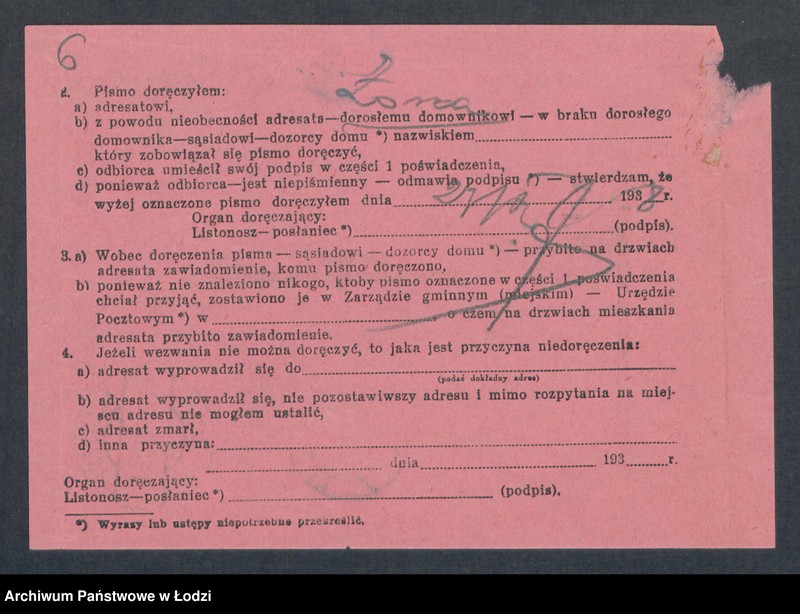 6
2. Pismo doręczyłem: Żona
a) adresatowi,
b) z powodu nieobecności adresata—dorosłemu domownikowi — w braku dorosłego
domownika—sąsiadowi—dozorcy domu *) nazwiskiem
który zobowiązał się pismo doręczyć,
c) odbiorca umieścił swój podpis w części 1 poświadczenia,
d) ponieważ odbiorca—jest niepiśmienny — odmawia podpisu *) — stwierdzam, że
wyżej oznaczone pismo doręczyłem dnia 193 8 r.
Organ doręczający:
Listonosz—posłaniec *) (podpis).
3. a) Wobec doręczenia pisma — sąsiadowi — dozorcy domu *) — przybito na drzwiach
adresata zawiadomienie, komu pismo doręczono,
b) ponieważ nie znaleziono nikogo, ktoby pismo oznaczone w części 1 poświadczenia
chciał przyjąć, zostawiono je w Zarządzie gminnym (miejskim) — Urzędzie
Pocztowym *) w , o czem na drzwiach mieszkania
adresata przybito zawiadomienie.
4. Jeżeli wezwania nie można doręczyć, to jaka jest przyczyna niedoręczenia:
a) adresat wyprowadził się do
(podać dokładny adres)
b) adresat wyprowadził się, nie pozostawiwszy adresu i mimo rozpytania na miej-
scu adresu nie mogłem ustalić,
c) adresat zmarł,
d) inna przyczyna:
dnia 193 r.
Organ doręczający:
Listonosz—posłaniec *) (podpis).
*) Wyrazy lub ustępy niepotrzebne przekreślić.
Archiwum Państwowe w Łodzi